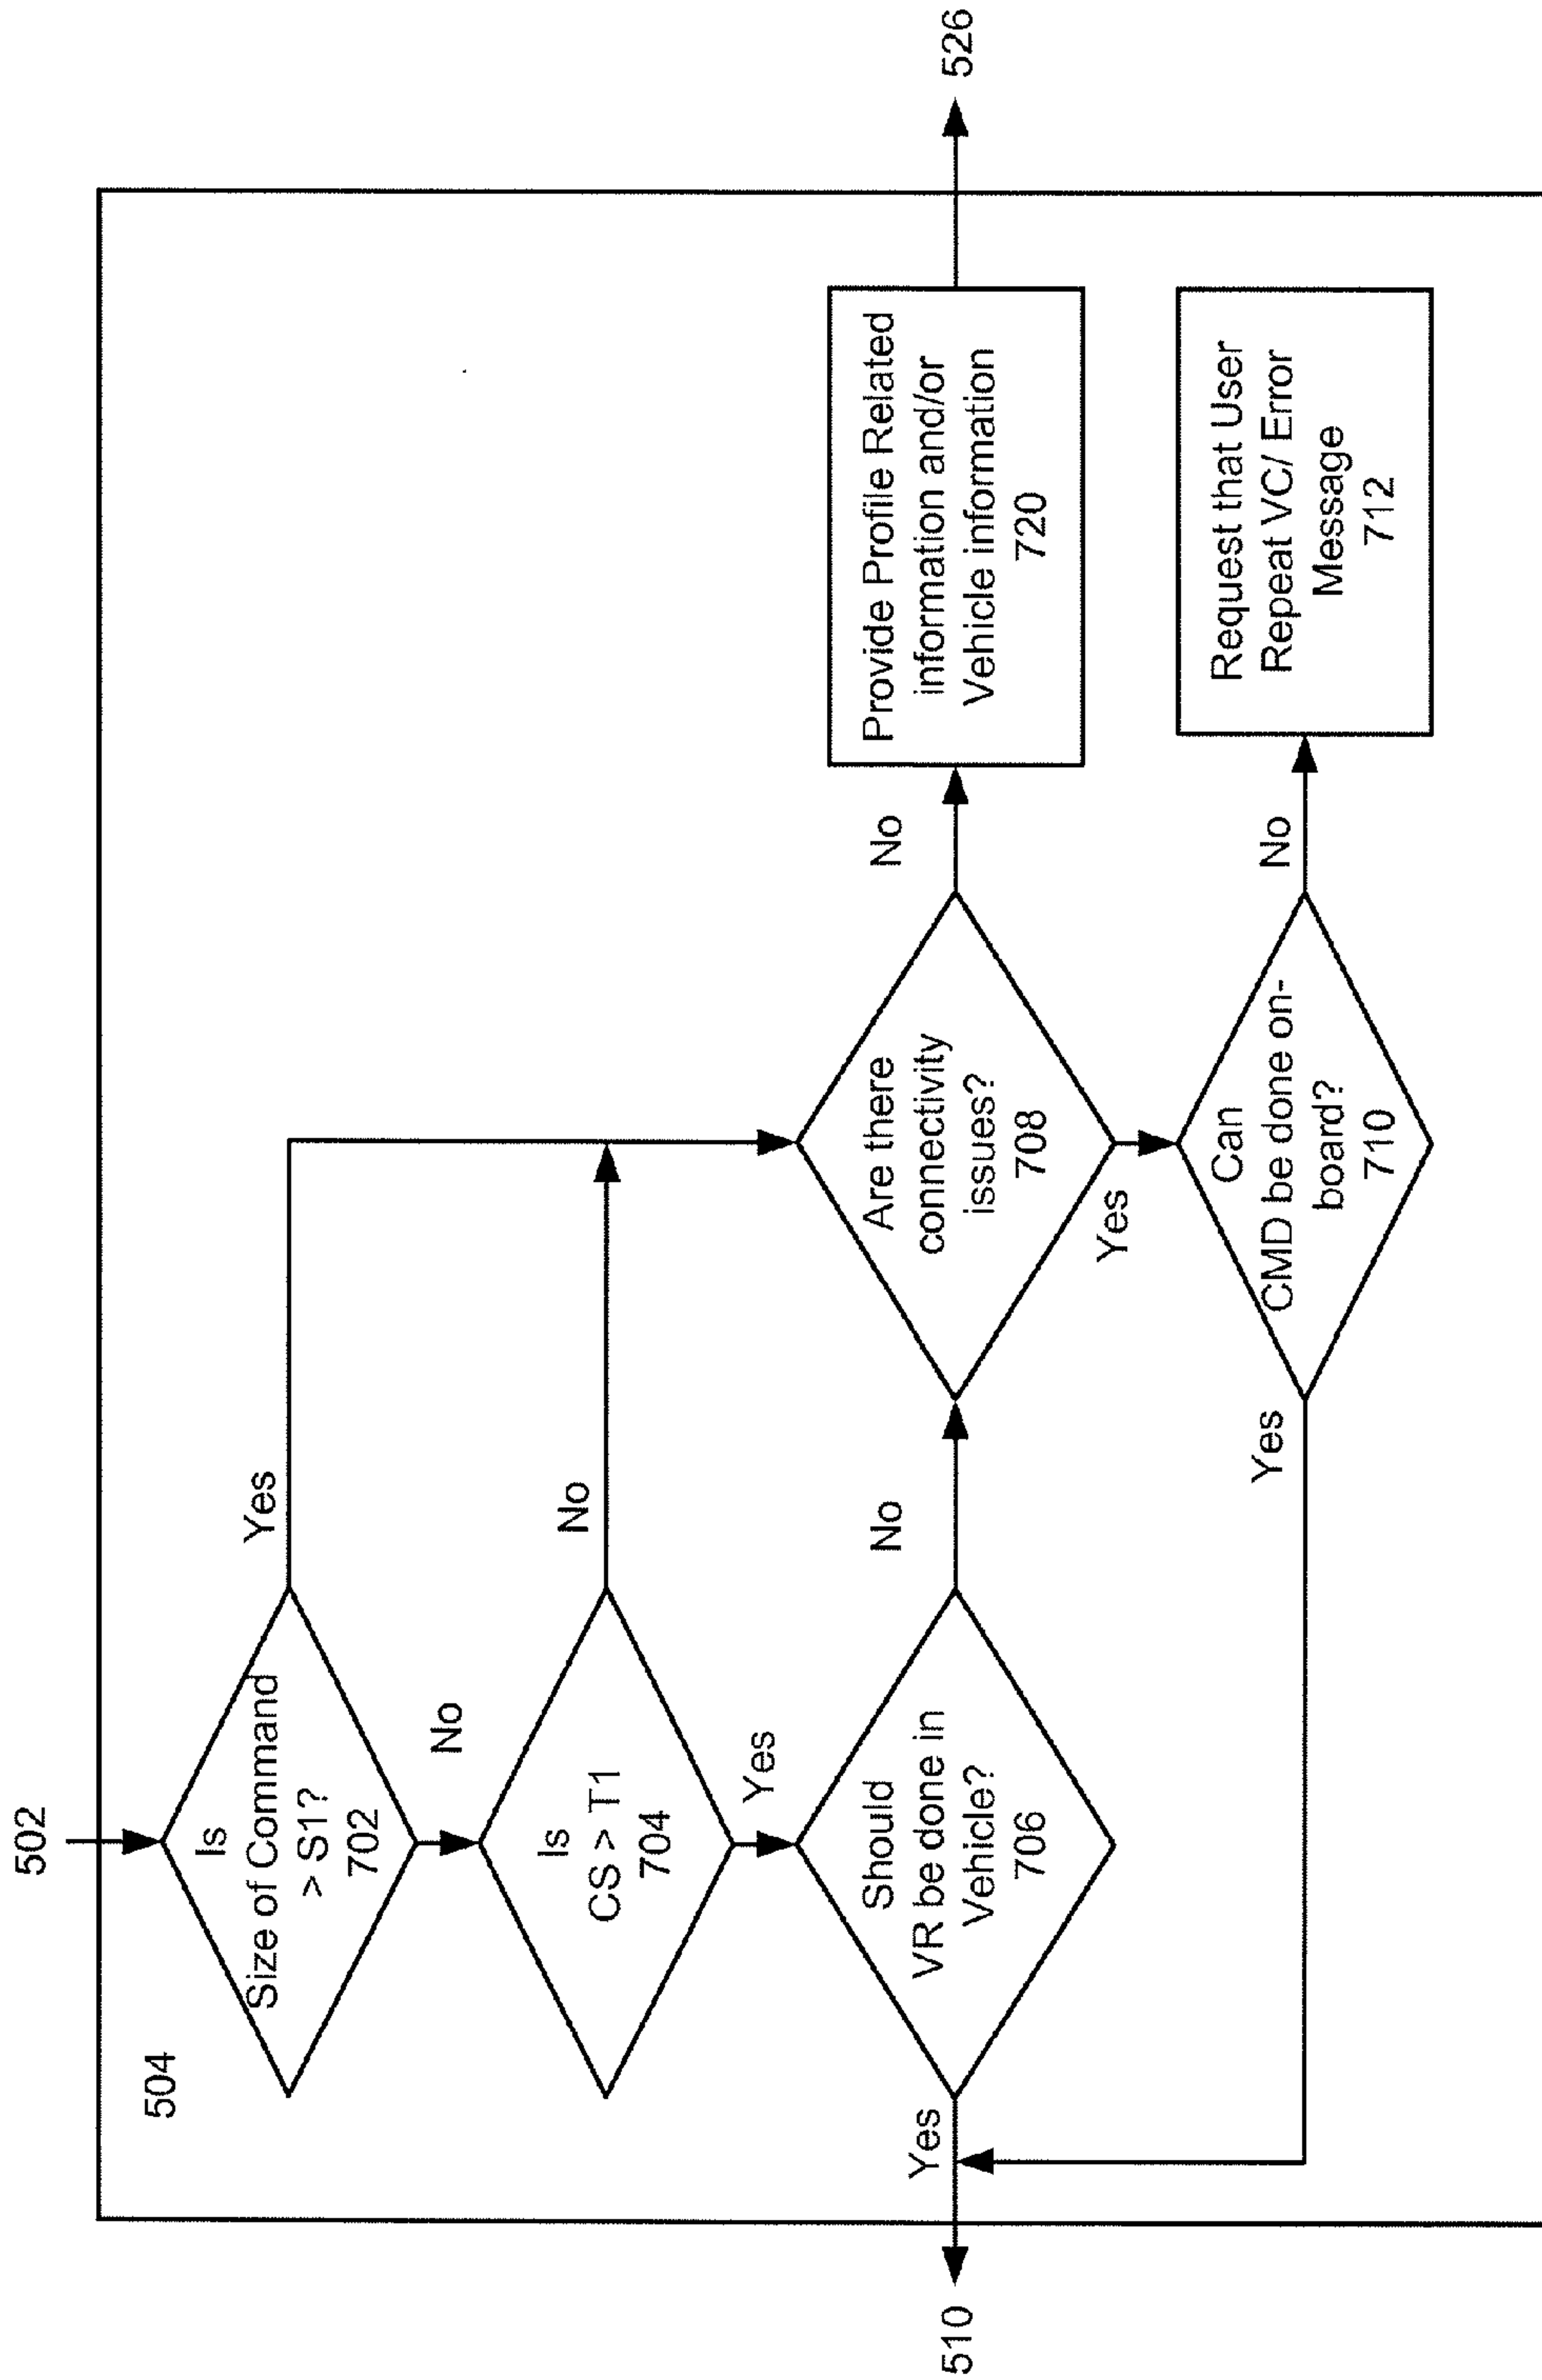 502
504
Is
Size of Command
> S1?
702
Yes
No
Is
CS > T1
704
No
Yes
Should
VR be done in
Vehicle?
706
Yes
510
No
Are there
connectivity
issues?
708
No
Provide Profile Related
information and/or
Vehicle information
720
526
Yes
Can
CMD be done on-
board?
710
Yes
No
Request that User
Repeat VC/ Error
Message
712